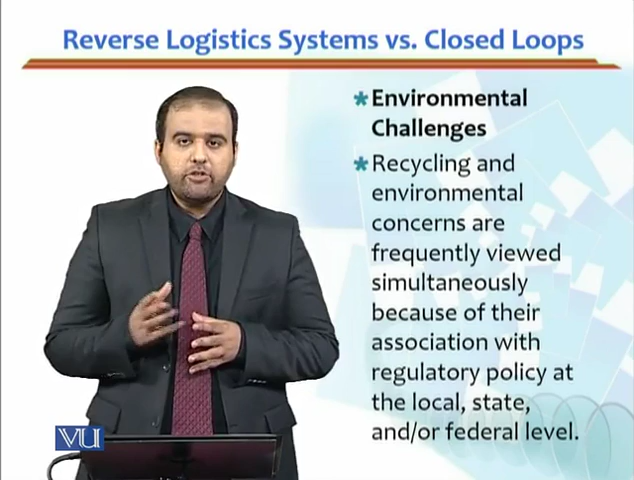 Reverse Logistics Systems vs. Closed Loops
* Environmental
Challenges
* Recycling and
environmental
concerns are
frequently viewed
simultaneously
because of their
association with
regulatory policy at
the local, state,
and/or federal level.
VU